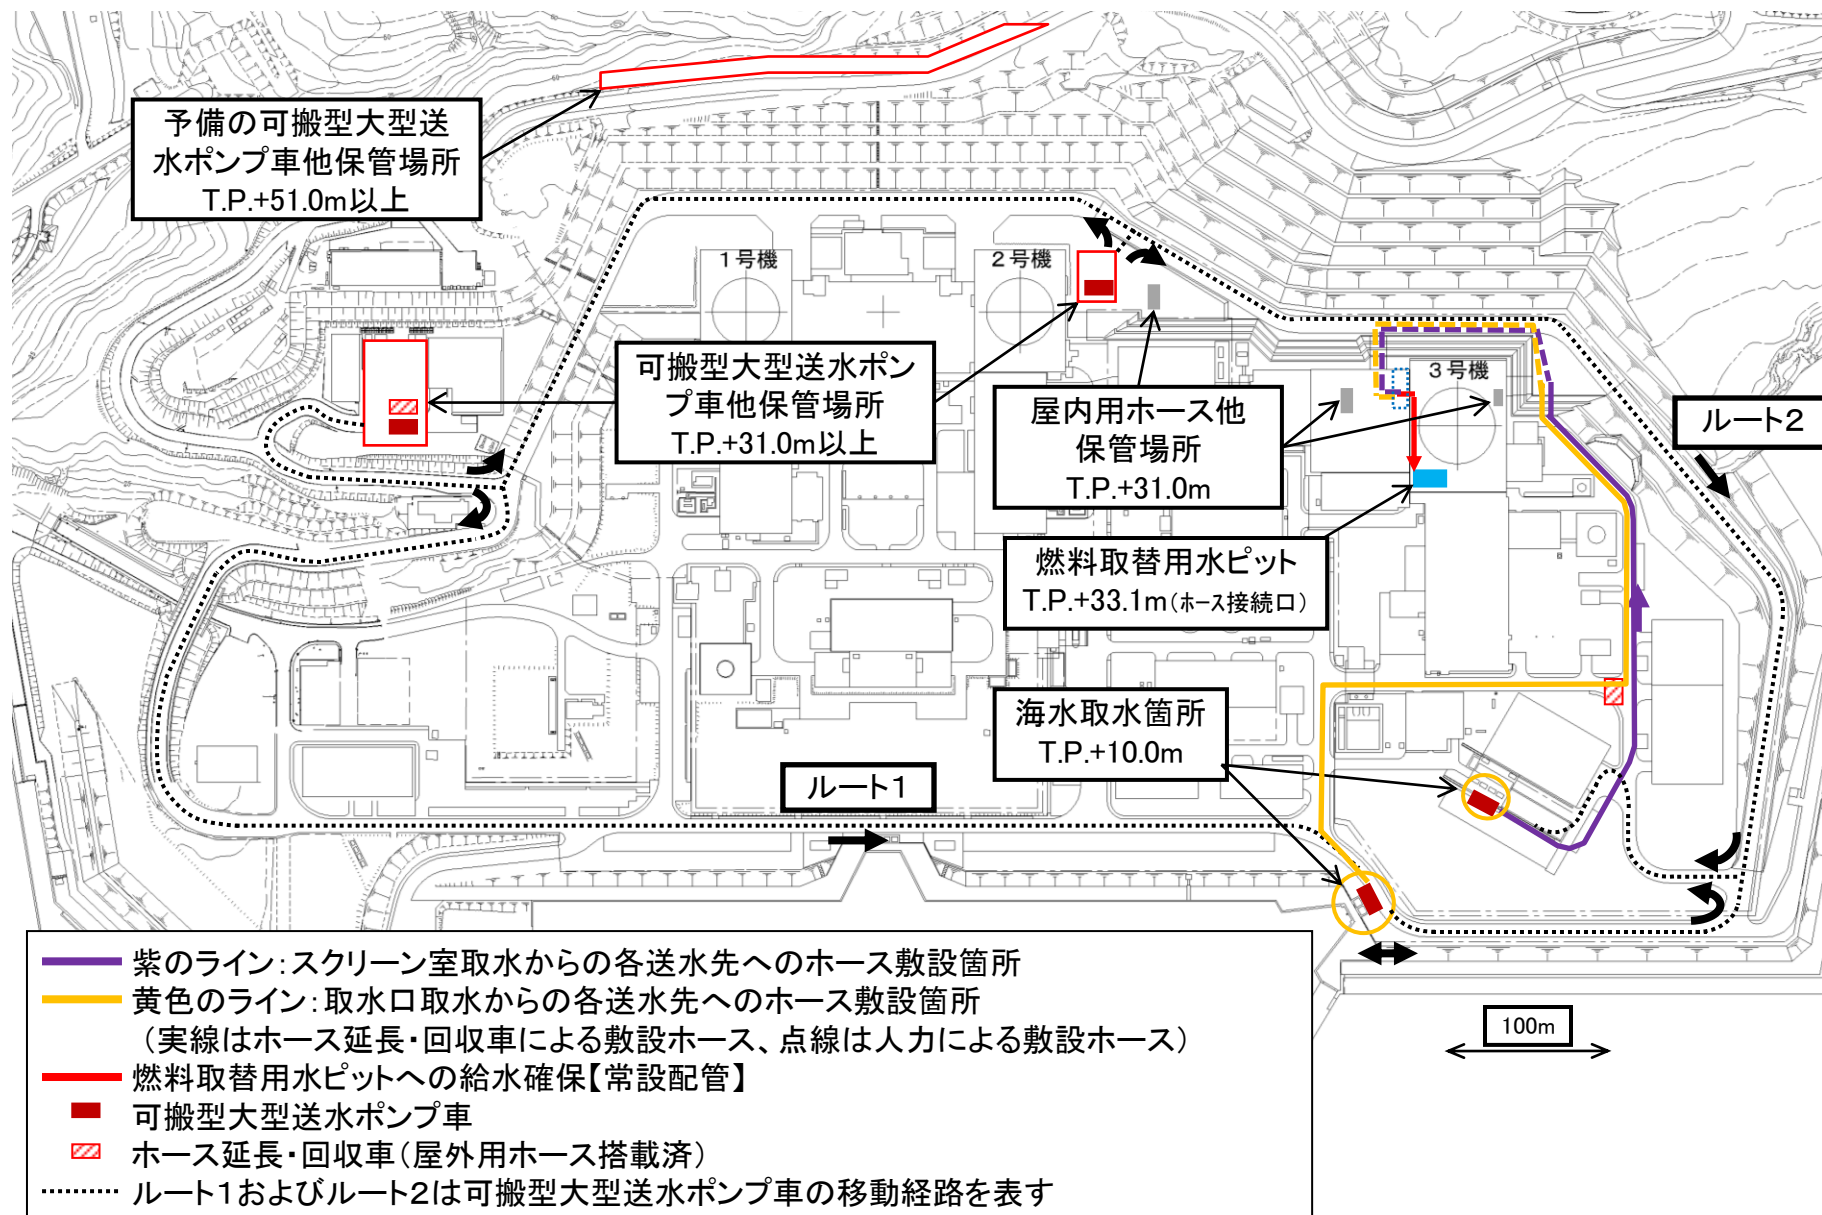 予備の可搬型大型送
水ポンプ車他保管場所
T.P.+51.0m以上
1号機
2号機
可搬型大型送水ポン
プ車他保管場所
T.P.+31.0m以上
3号機
屋内用ホース他
保管場所
T.P.+31.0m
ルート2
燃料取替用水ピット
T.P.+33.1m(ホース接続口)
海水取水箇所
T.P.+10.0m
ルート1
紫のライン:スクリーン室取水からの各送水先へのホース敷設箇所
黄色のライン:取水口取水からの各送水先へのホース敷設箇所
(実線はホース延長・回収車による敷設ホース、点線は人力による敷設ホース)
燃料取替用水ピットへの給水確保【常設配管】
可搬型大型送水ポンプ車
ホース延長・回収車(屋外用ホース搭載済)
ルート1およびルート2は可搬型大型送水ポンプ車の移動経路を表す
100m